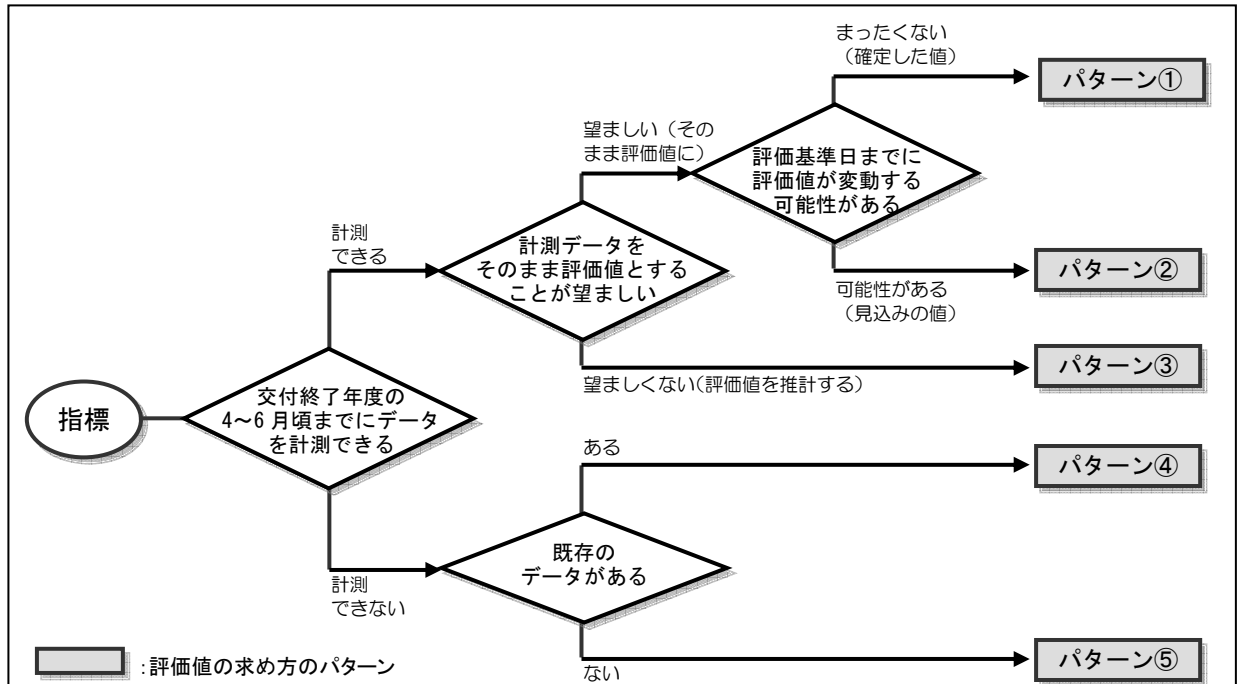 まったくない
（確定した値）
パターン①
望ましい（その
まま評価値に）
評価基準日までに
評価値が変動する
可能性がある
計測
できる
計測データを
そのまま評価値とする
ことが望ましい
パターン②
可能性がある
（見込みの値）
パターン③
望ましくない(評価値を推計する)
指標
交付終了年度の
4～6月頃までにデータ
を計測できる
ある
パターン④
既存の
データがある
計測
できない
パターン⑤
ない
：評価値の求め方のパターン